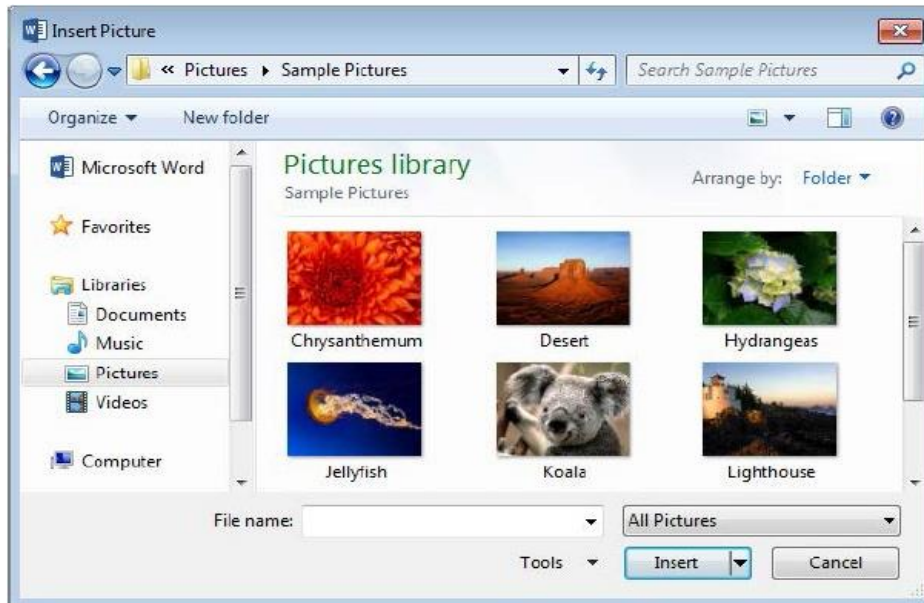 Insert Picture
« Pictures ▸ Sample Pictures
Search Sample Pictures
Organize ▾ New folder
Microsoft Word
Favorites
Libraries
Documents
Music
Pictures
Videos
Computer
Pictures library
Sample Pictures
Arrange by: Folder ▾
Chrysanthemum Desert Hydrangeas
Jellyfish Koala Lighthouse
File name:
All Pictures
Tools ▾ Insert Cancel